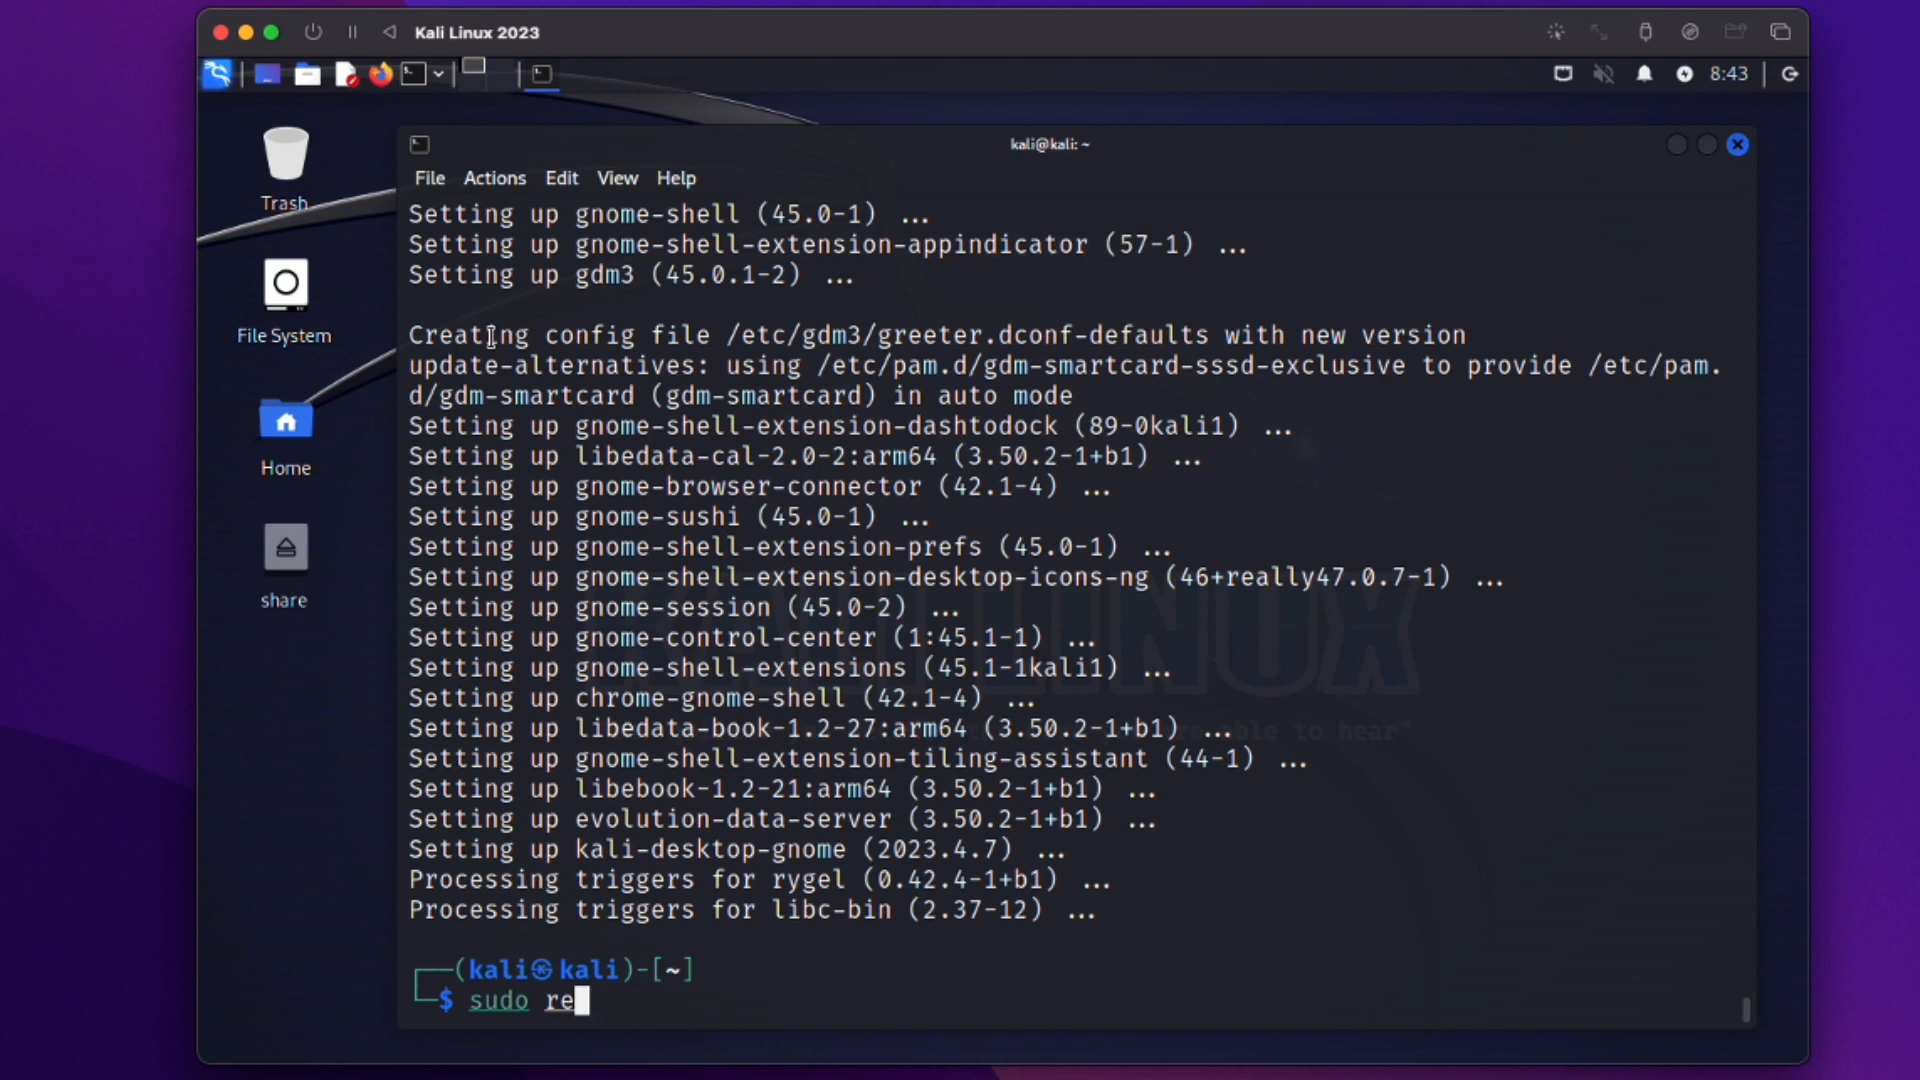 Kali Linux 2023
8:43
kali@kali: ~
File Actions Edit View Help
Trash
File System
Home
share
Setting up gnome-shell (45.0-1) ...
Setting up gnome-shell-extension-appindicator (57-1) ...
Setting up gdm3 (45.0.1-2) ...
Creating config file /etc/gdm3/greeter.dconf-defaults with new version
update-alternatives: using /etc/pam.d/gdm-smartcard-sssd-exclusive to provide /etc/pam.
d/gdm-smartcard (gdm-smartcard) in auto mode
Setting up gnome-shell-extension-dashtodock (89-0kali1) ...
Setting up libedata-cal-2.0-2:arm64 (3.50.2-1+b1) ...
Setting up gnome-browser-connector (42.1-4) ...
Setting up gnome-sushi (45.0-1) ...
Setting up gnome-shell-extension-prefs (45.0-1) ...
Setting up gnome-shell-extension-desktop-icons-ng (46+really47.0.7-1) ...
Setting up gnome-session (45.0-2) ...
Setting up gnome-control-center (1:45.1-1) ...
Setting up gnome-shell-extensions (45.1-1kali1) ...
Setting up chrome-gnome-shell (42.1-4) ...
Setting up libedata-book-1.2-27:arm64 (3.50.2-1+b1) ...
Setting up gnome-shell-extension-tiling-assistant (44-1) ...
Setting up libebook-1.2-21:arm64 (3.50.2-1+b1) ...
Setting up evolution-data-server (3.50.2-1+b1) ...
Setting up kali-desktop-gnome (2023.4.7) ...
Processing triggers for rygel (0.42.4-1+b1) ...
Processing triggers for libc-bin (2.37-12) ...
┌──(kali㉿kali)-[~]
└─$ sudo re
LINUX
able to hear"